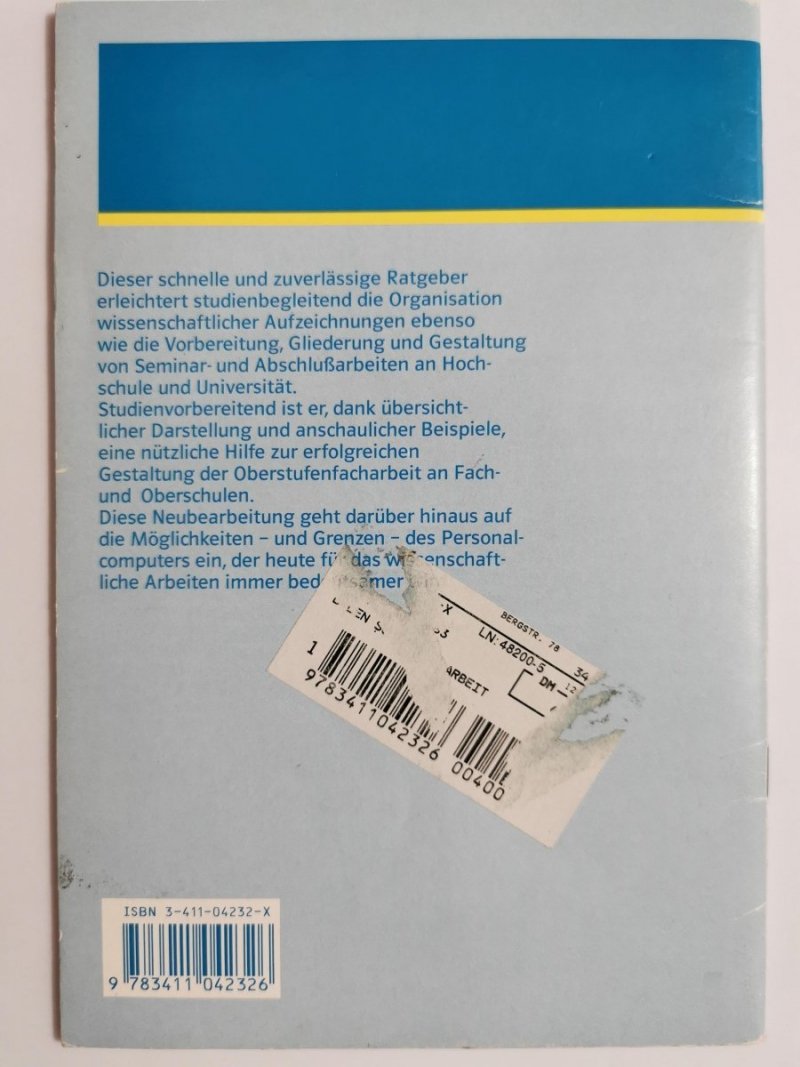 Dieser schnelle und zuverlässige Ratgeber
erleichtert studienbegleitend die Organisation
wissenschaftlicher Aufzeichnungen ebenso
wie die Vorbereitung, Gliederung und Gestaltung
von Seminar- und Abschlußarbeiten an Hoch-
schule und Universität.
Studienvorbereitend ist er, dank übersicht-
licher Darstellung und anschaulicher Beispiele,
eine nützliche Hilfe zur erfolgreichen
Gestaltung der Oberstufenfacharbeit an Fach-
und Oberschulen.
Diese Neubearbeitung geht darüber hinaus auf
die Möglichkeiten – und Grenzen – des Personal-
computers ein, der heute für das wissenschaft-
liche Arbeiten immer bedeutsamer
BERGSTR. 78
-X
LN:48200-5
34
ARBEIT
DM
12
1
9783411042326 00400
ISBN 3-411-04232-X
9 783411 042326